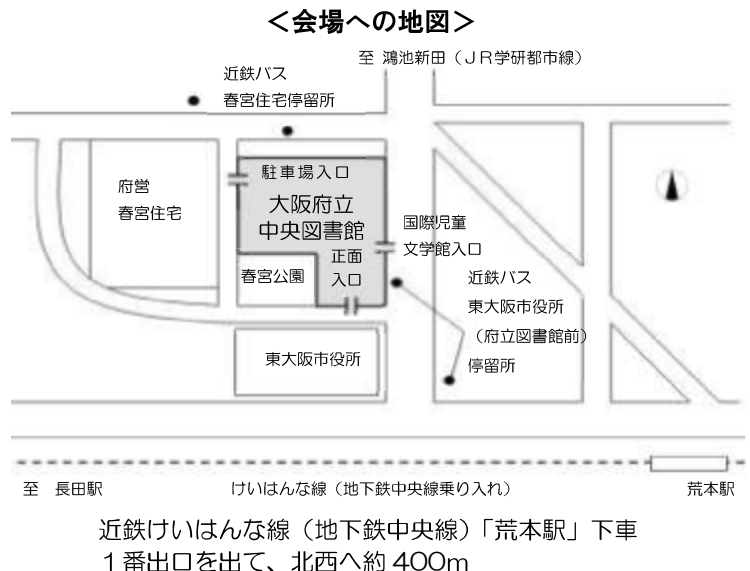 ＜会場への地図＞
至 鴻池新田（ＪＲ学研都市線）
近鉄バス
春宮住宅停留所
駐車場入口
府営
春宮住宅
大阪府立
中央図書館
国際児童
文学館入口
正面
入口
春宮公園
近鉄バス
東大阪市役所
（府立図書館前）
停留所
東大阪市役所
至 長田駅
けいはんな線（地下鉄中央線乗り入れ）
荒本駅
近鉄けいはんな線（地下鉄中央線）「荒本駅」下車
１番出口を出て、北西へ約 400ｍ